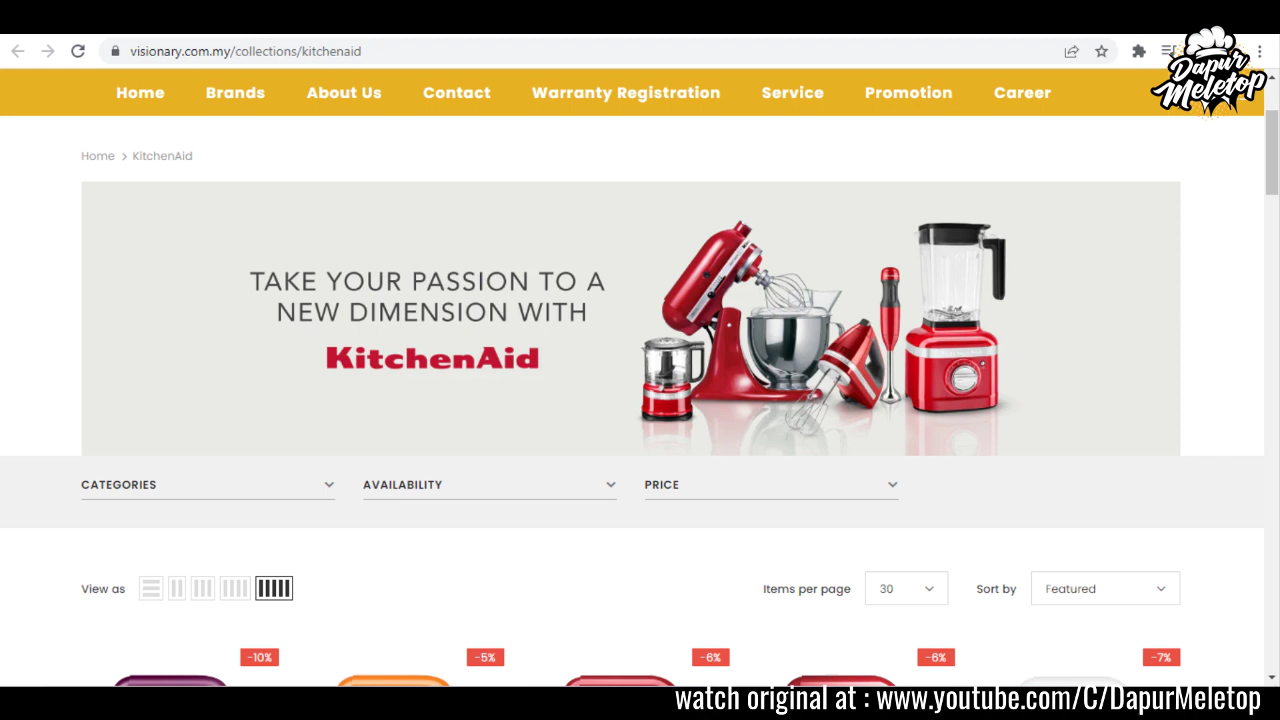 visionary.com.my/collections/kitchenaid
Dapur
Meletop
Home Brands About Us Contact Warranty Registration Service Promotion Career
Home > KitchenAid
TAKE YOUR PASSION TO A
NEW DIMENSION WITH
KitchenAid
CATEGORIES AVAILABILITY PRICE
View as Items per page 30 Sort by Featured
-10% -5% -6% -6% -7%
watch original at : www.youtube.com/C/DapurMeletop